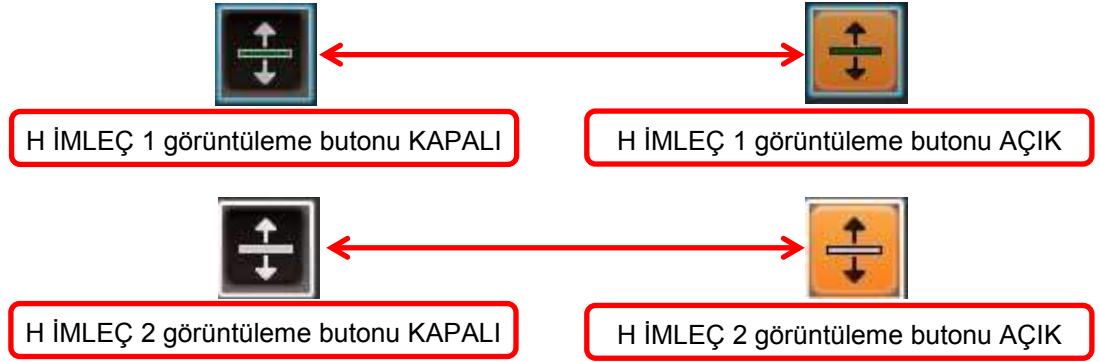 H İMLEÇ 1 görüntüleme butonu KAPALI
H İMLEÇ 1 görüntüleme butonu AÇIK
H İMLEÇ 2 görüntüleme butonu KAPALI
H İMLEÇ 2 görüntüleme butonu AÇIK